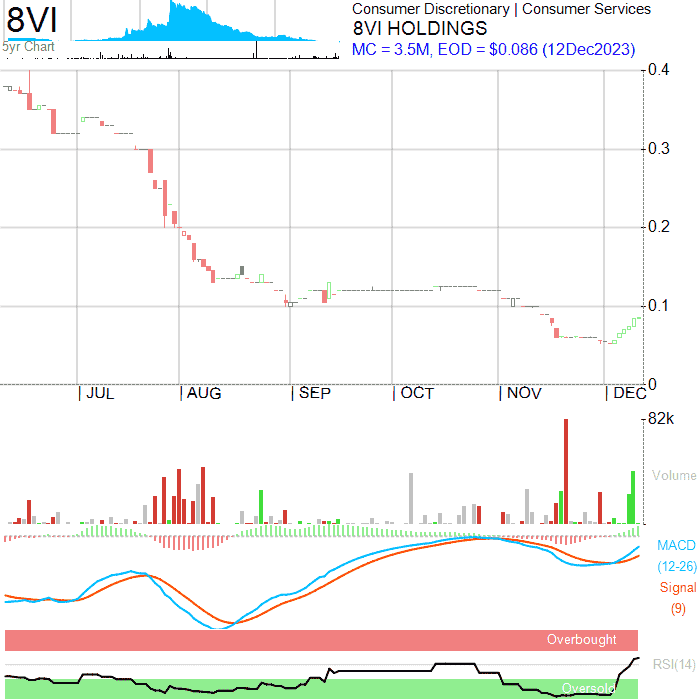 8VI
5yr Chart
Consumer Discretionary | Consumer Services
8VI HOLDINGS
MC = 3.5M, EOD = $0.086 (12Dec2023)
0.4
0.3
0.2
0.1
0
| JUL | AUG | SEP | OCT | NOV | DEC
82k
Volume
MACD
(12-26)
Signal
(9)
Overbought
RSI(14)
Oversold